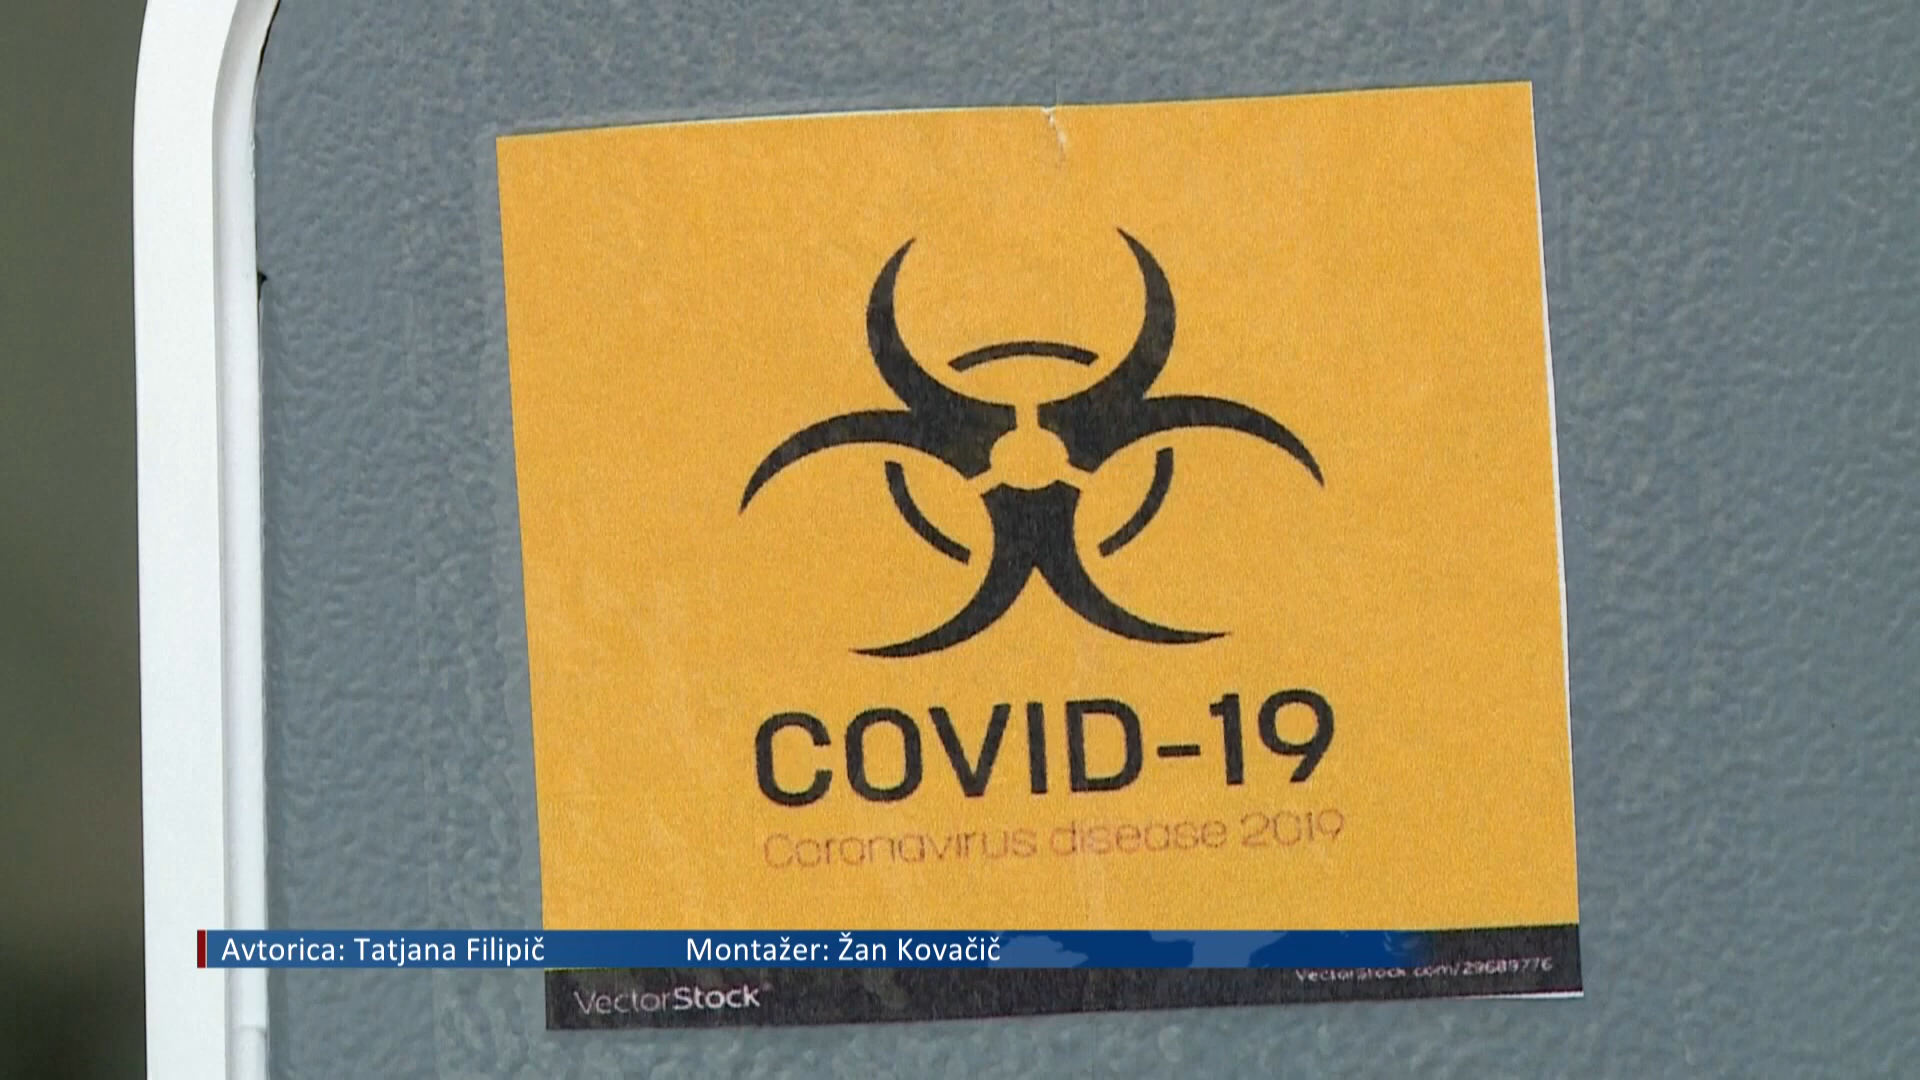 COVID-19
Coronavirus disease 2019
Avtorica: Tatjana Filipič
Montažer: Žan Kovačič
VectorStock®
VectorStock.com/29689776